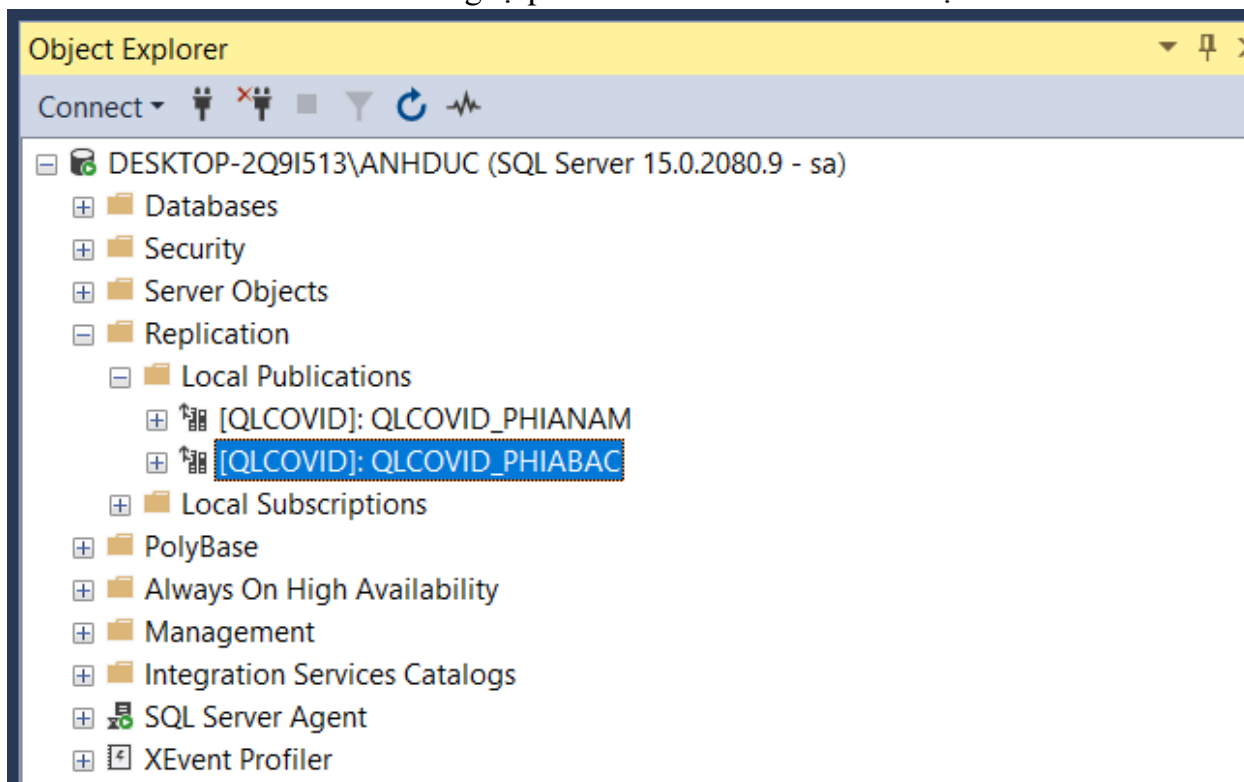 Object Explorer
Connect
DESKTOP-2Q9I513\ANHDUC (SQL Server 15.0.2080.9 - sa)
Databases
Security
Server Objects
Replication
Local Publications
[QLCOVID]: QLCOVID_PHIANAM
[QLCOVID]: QLCOVID_PHIABAC
Local Subscriptions
PolyBase
Always On High Availability
Management
Integration Services Catalogs
SQL Server Agent
XEvent Profiler